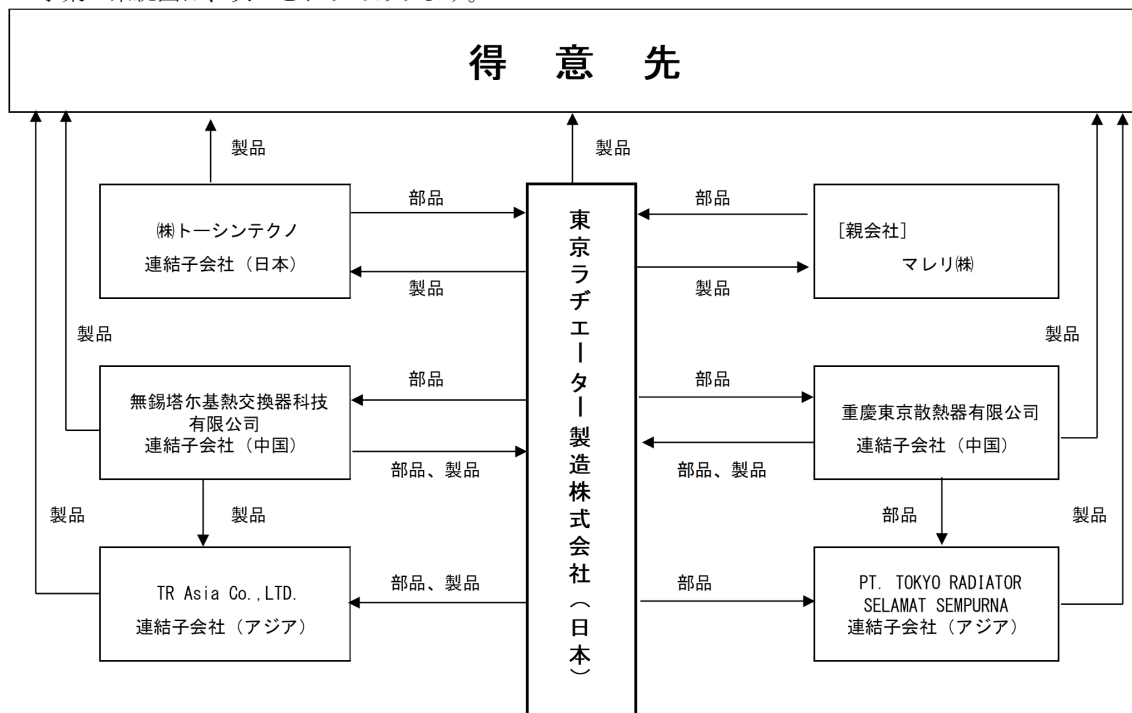 得意先
製品
製品
㈱トーシンテクノ
連結子会社（日本）
部品
製品
東京ラヂエーター製造株式会社（日本）
部品
製品
[親会社]
マレリ㈱
製品
製品
製品
無錫塔尓基熱交換器科技
有限公司
連結子会社（中国）
部品
部品、製品
部品
部品、製品
重慶東京散熱器有限公司
連結子会社（中国）
製品
製品
部品
製品
TR Asia Co.,LTD.
連結子会社（アジア）
部品、製品
部品
PT. TOKYO RADIATOR
SELAMAT SEMPURNA
連結子会社（アジア）